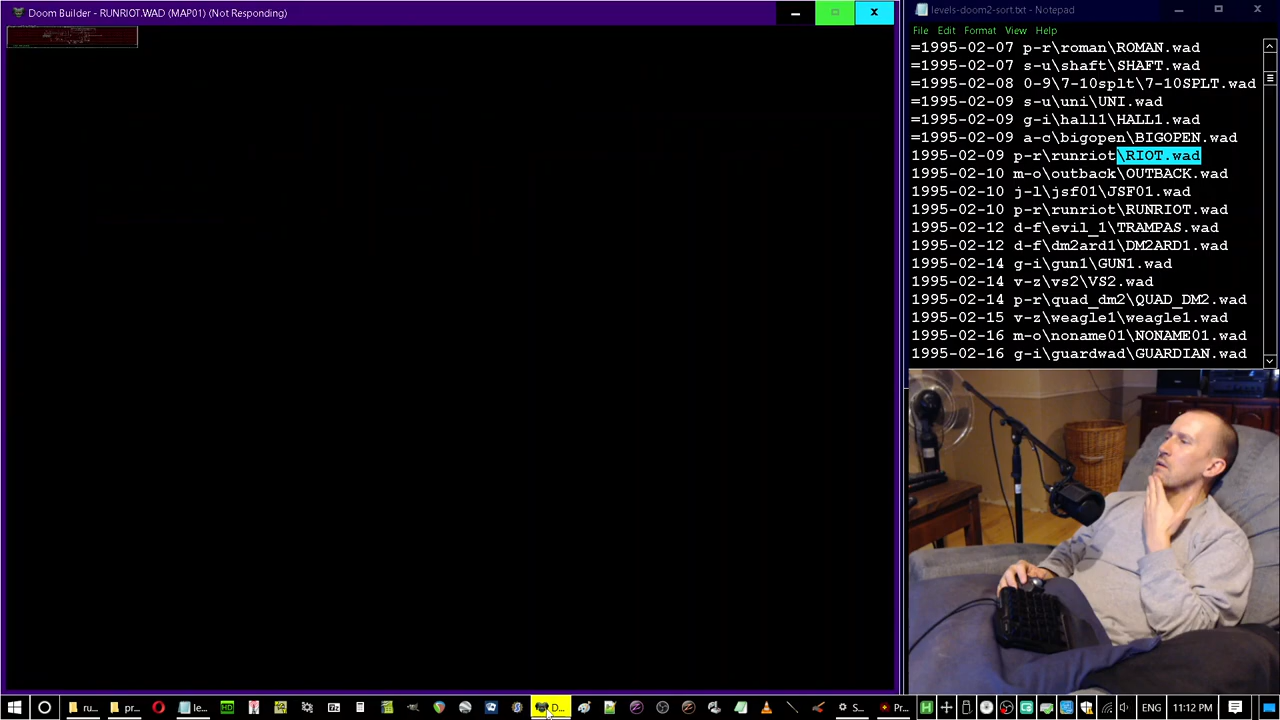 Doom Builder - RUNRIOT.WAD (MAP01) (Not Responding)
levels-doom2-sort.txt - Notepad
File Edit Format View Help
=1995-02-07 p-r\roman\ROMAN.wad
=1995-02-07 s-u\shaft\SHAFT.wad
=1995-02-08 0-9\7-10splt\7-10SPLT.wad
=1995-02-09 s-u\uni\UNI.wad
=1995-02-09 g-i\hall1\HALL1.wad
=1995-02-09 a-c\bigopen\BIGOPEN.wad
1995-02-09 p-r\runriot\RIOT.wad
1995-02-10 m-o\outback\OUTBACK.wad
1995-02-10 j-l\jsf01\JSF01.wad
1995-02-10 p-r\runriot\RUNRIOT.wad
1995-02-12 d-f\evil_1\TRAMPAS.wad
1995-02-12 d-f\dm2ard1\DM2ARD1.wad
1995-02-14 g-i\gun1\GUN1.wad
1995-02-14 v-z\vs2\VS2.wad
1995-02-14 p-r\quad_dm2\QUAD_DM2.wad
1995-02-15 v-z\weagle1\weagle1.wad
1995-02-16 m-o\noname01\NONAME01.wad
1995-02-16 g-i\guardwad\GUARDIAN.wad
ru... pr... le... HD D... S... Pr... ENG 11:12 PM